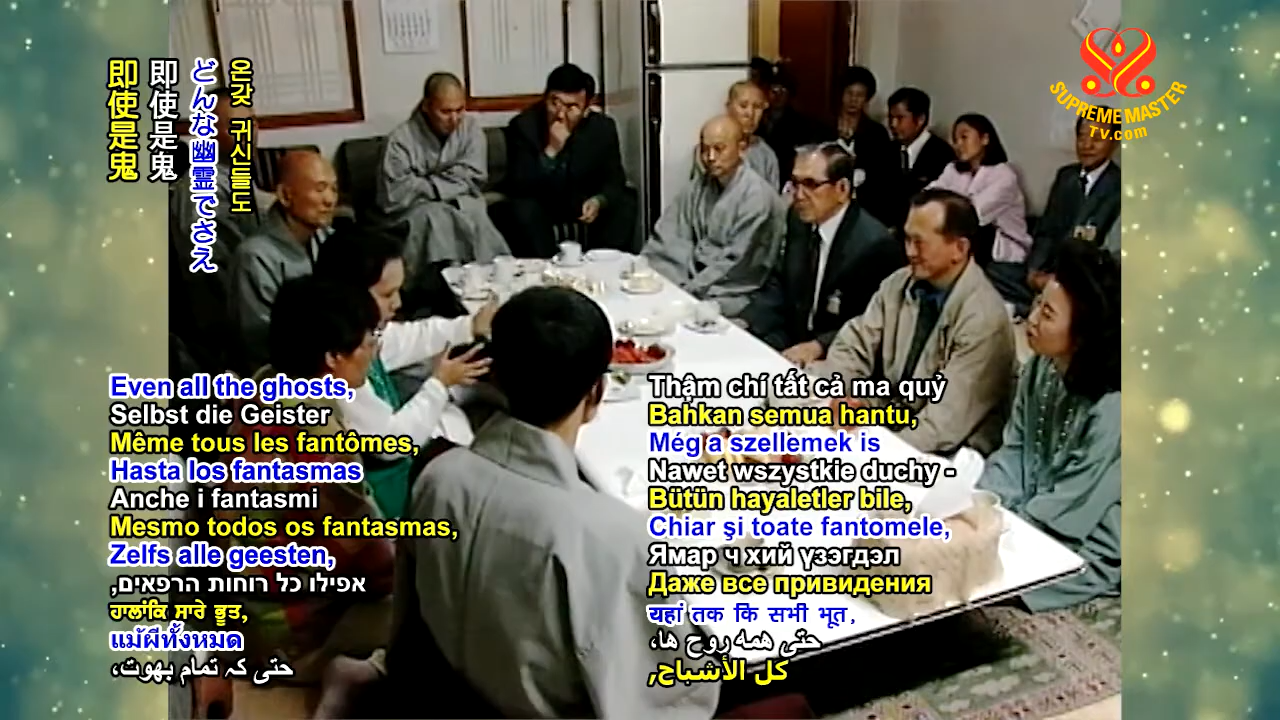 온갖 귀신들도
どんな幽霊でさえ
即使是鬼
即使是鬼
SUPREME MASTER
TV.com
Even all the ghosts,
Selbst die Geister
Même tous les fantômes,
Hasta los fantasmas
Anche i fantasmi
Mesmo todos os fantasmas,
Zelfs alle geesten,
אפילו כל רוחות הרפאים,
ਹਾਲਾਂਕਿ ਸਾਰੇ ਭੂਤ,
แม้ผีทั้งหมด
حتی کہ تمام بھوت،
Thậm chí tất cả ma quỷ
Bahkan semua hantu,
Még a szellemek is
Nawet wszystkie duchy -
Bütün hayaletler bile,
Chiar şi toate fantomele,
Ямар ч хий үзэгдэл
Даже все привидения
यहां तक कि सभी भूत,
حتی همه روح ها،
كل الأشباح,